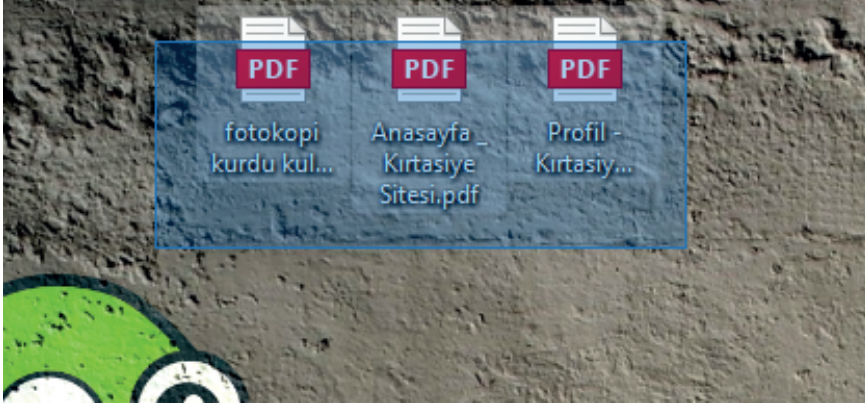 PDF PDF PDF
fotokopi
kurdu kul...
Anasayfa _
Kırtasiye
Sitesi.pdf
Profil -
Kırtasiy...